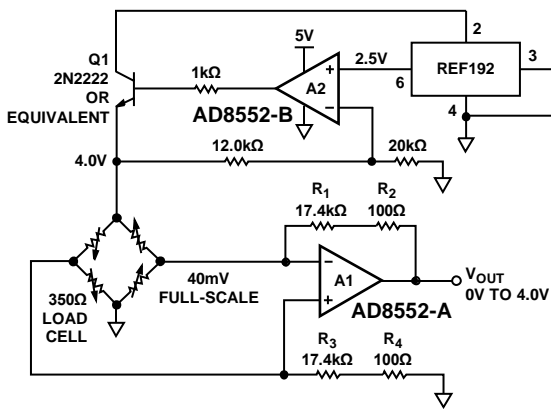 Q1
2N2222
OR
EQUIVALENT
1kΩ
5V
A2
+
−
AD8552-B
2.5V
2
6
REF192
3
4
4.0V
12.0kΩ
20kΩ
R1
17.4kΩ
R2
100Ω
350Ω
LOAD
CELL
40mV
FULL-SCALE
−
A1
+
AD8552-A
VOUT
0V TO 4.0V
R3
17.4kΩ
R4
100Ω